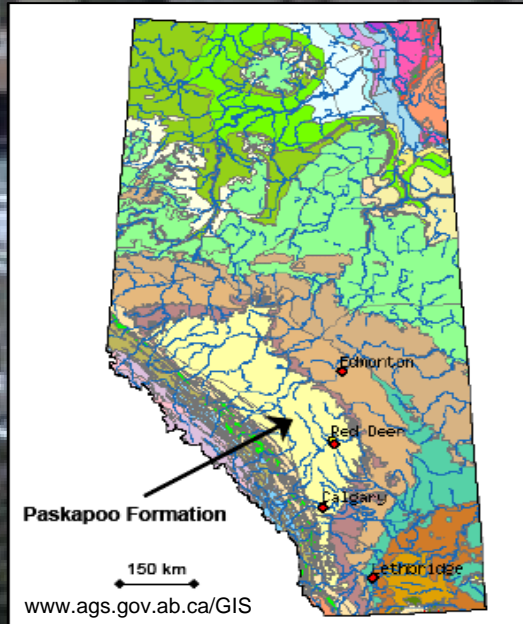 Edmonton
Red Deer
Calgary
Paskapoo Formation
Lethbridge
150 km
www.ags.gov.ab.ca/GIS